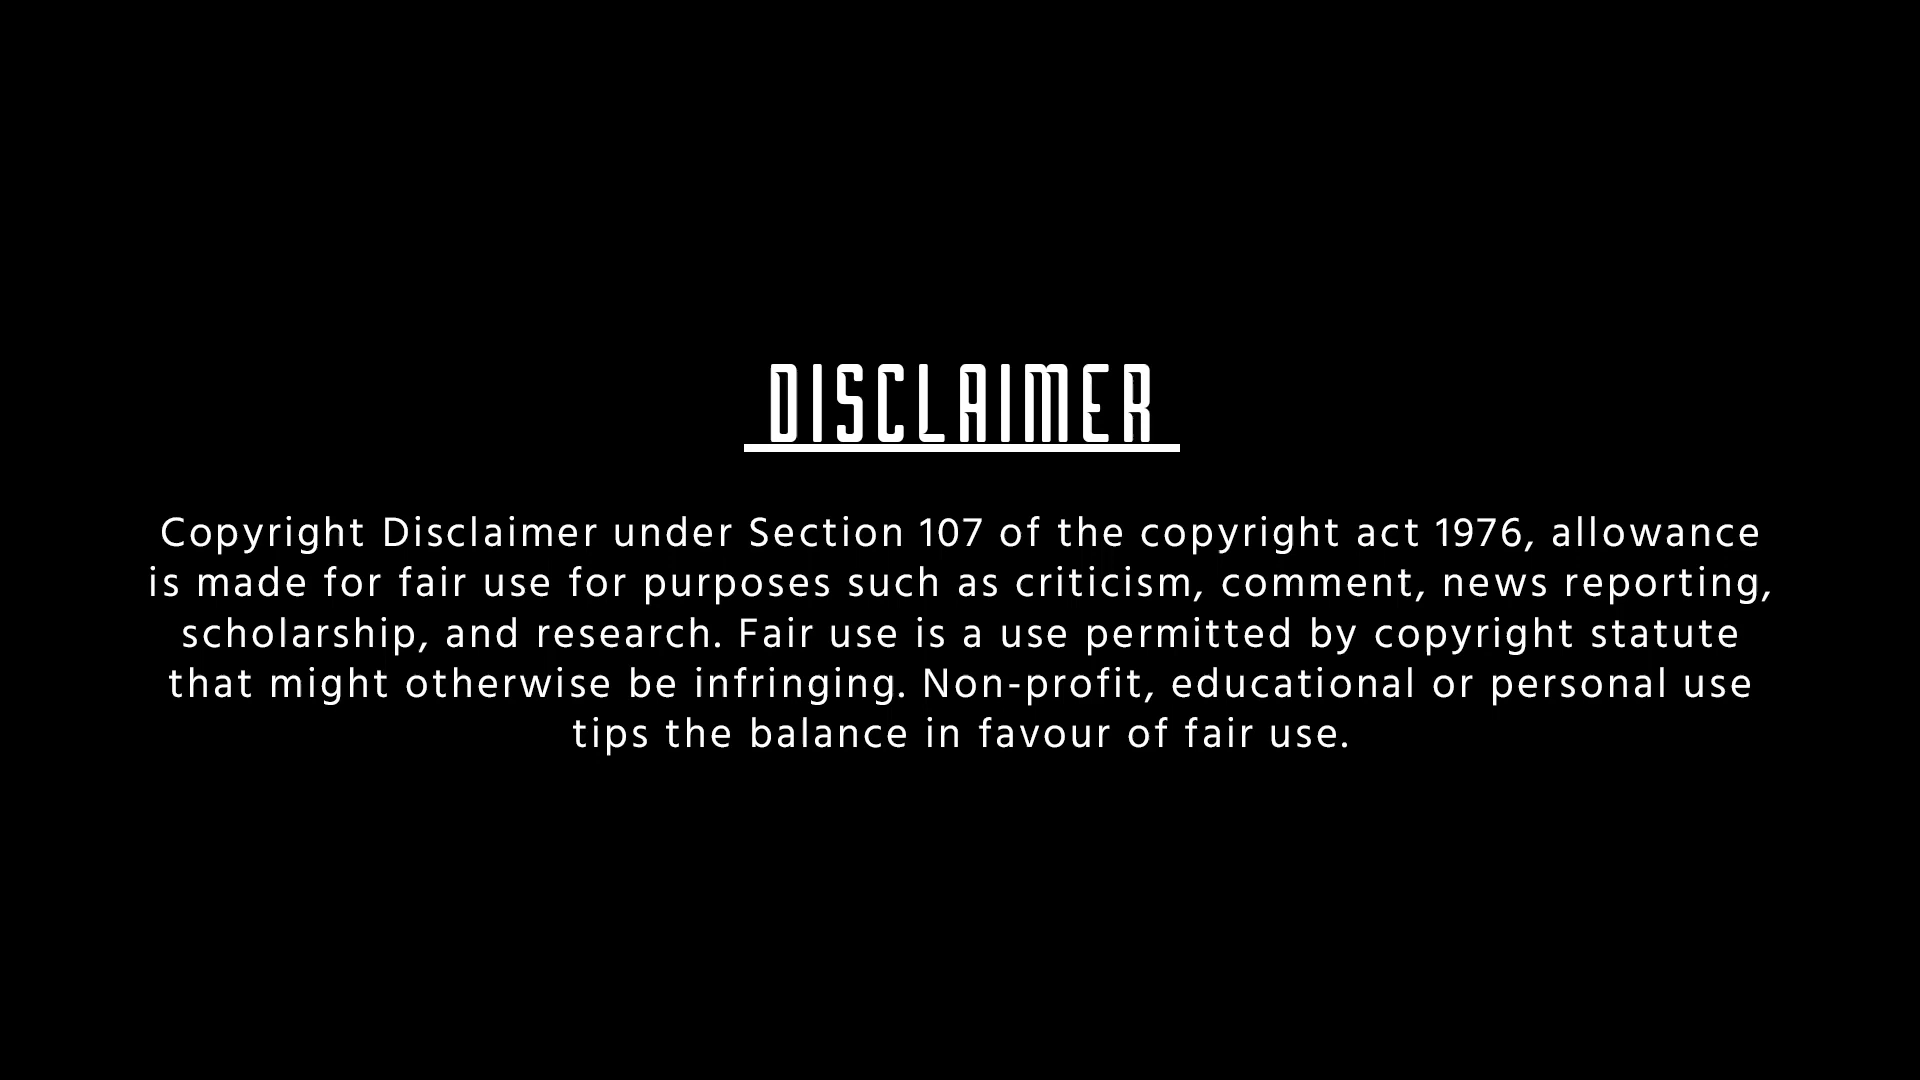 DISCLAIMER
Copyright Disclaimer under Section 107 of the copyright act 1976, allowance
is made for fair use for purposes such as criticism, comment, news reporting,
scholarship, and research. Fair use is a use permitted by copyright statute
that might otherwise be infringing. Non-profit, educational or personal use
tips the balance in favour of fair use.